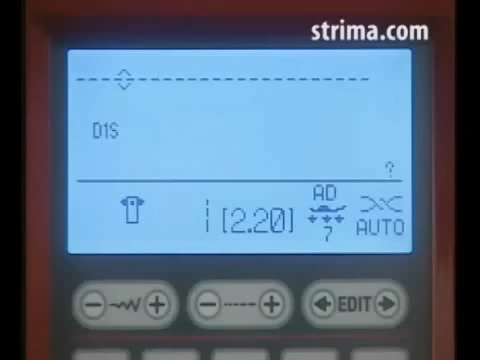 strima.com
D1S
?
AD
[2.20]
7
AUTO
EDIT